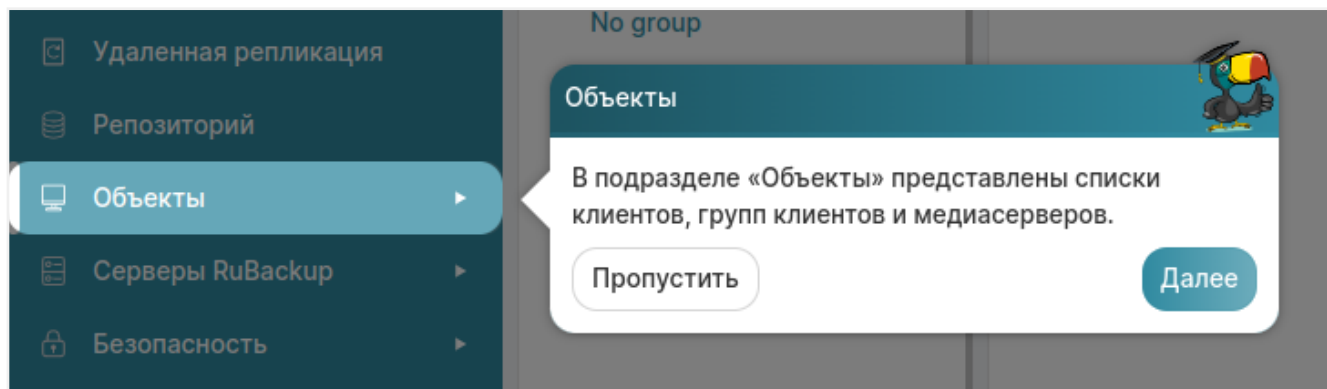 No group
Удаленная репликация
Репозиторий
Объекты
Серверы RuBackup
Безопасность
Объекты
В подразделе «Объекты» представлены списки
клиентов, групп клиентов и медиасерверов.
Пропустить
Далее